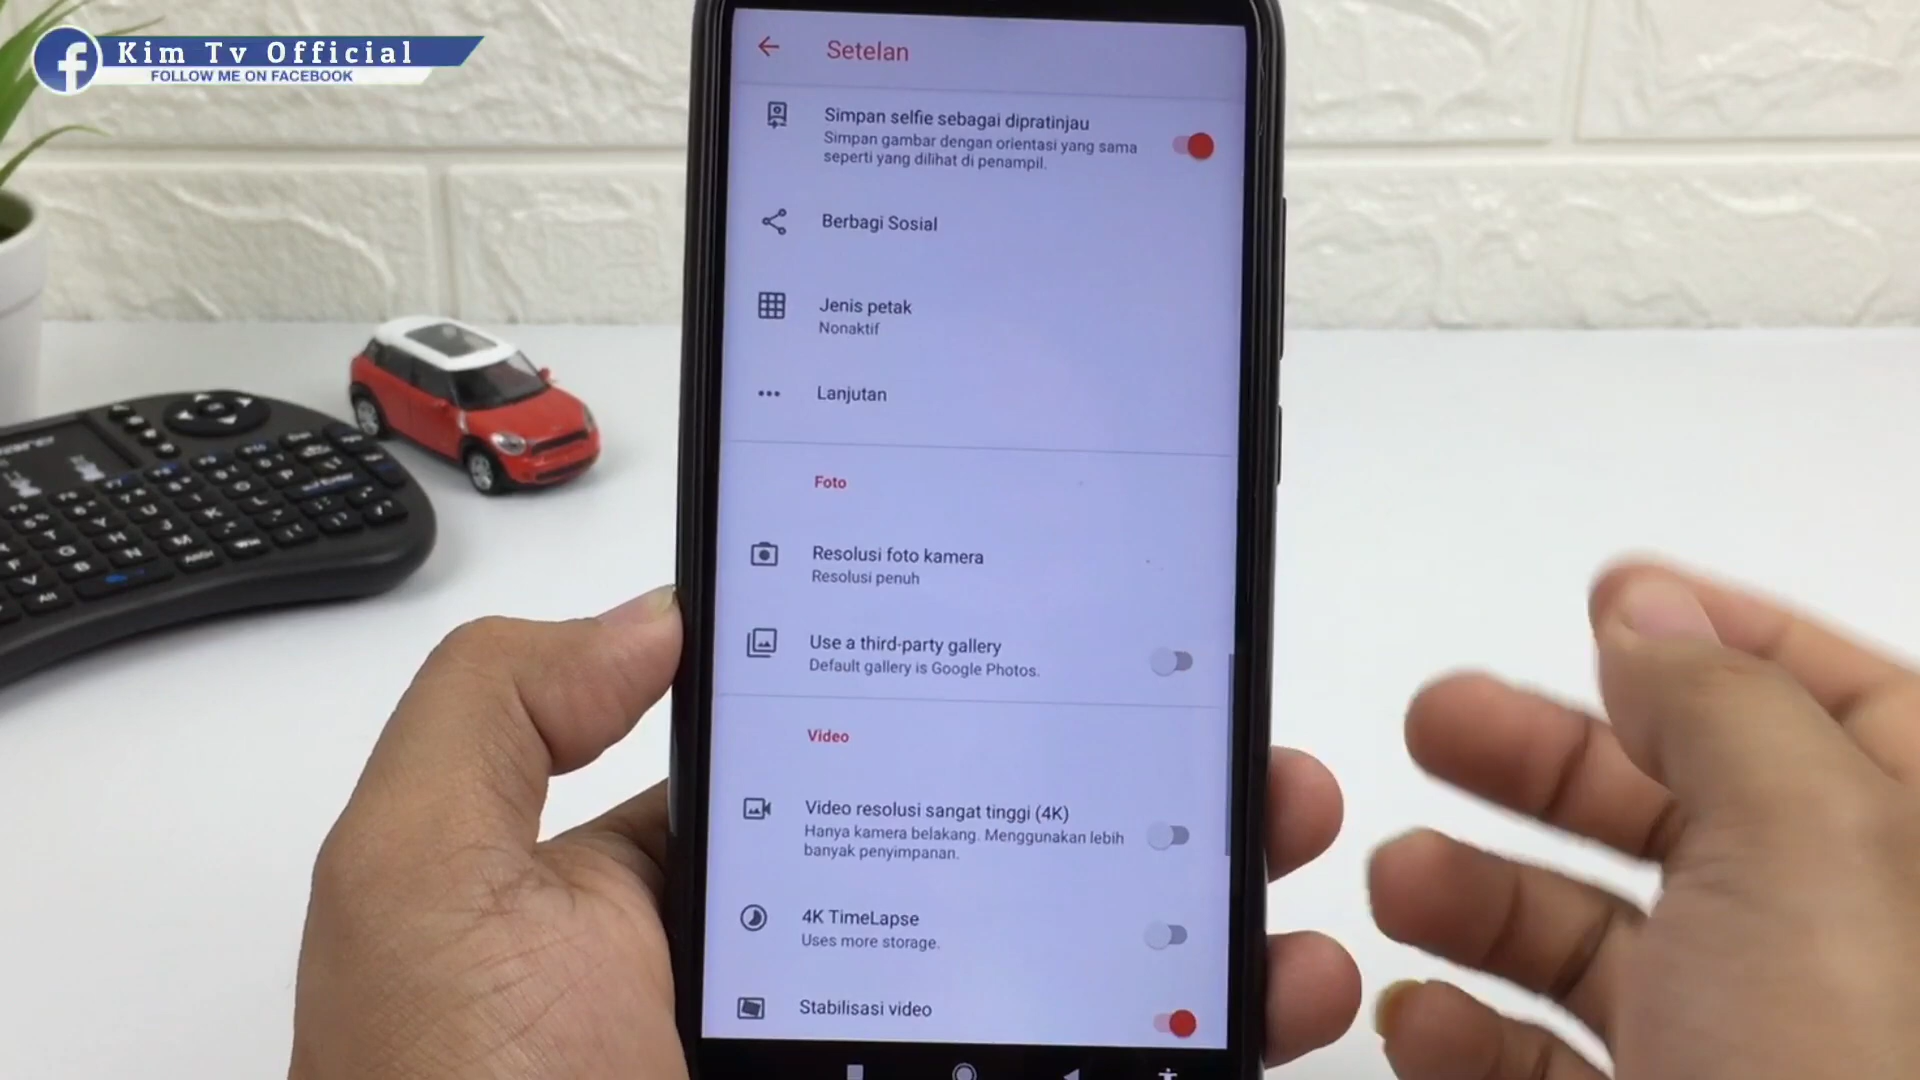 Kim Tv Official
FOLLOW ME ON FACEBOOK
Setelan
Simpan selfie sebagai dipratinjau
Simpan gambar dengan orientasi yang sama
seperti yang dilihat di penampil.
Berbagi Sosial
Jenis petak
Nonaktif
Lanjutan
Foto
Resolusi foto kamera
Resolusi penuh
Use a third-party gallery
Default gallery is Google Photos.
Video
Video resolusi sangat tinggi (4K)
Hanya kamera belakang. Menggunakan lebih
banyak penyimpanan.
4K TimeLapse
Uses more storage.
Stabilisasi video